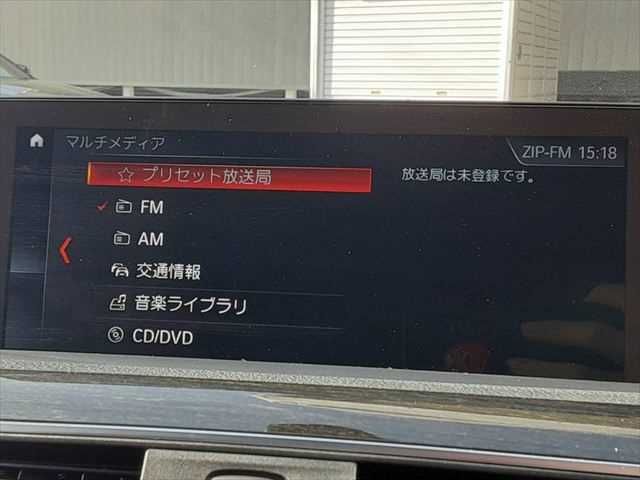 マルチメディア
ZIP-FM 15:18
プリセット放送局
放送局は未登録です。
FM
AM
交通情報
音楽ライブラリ
CD/DVD